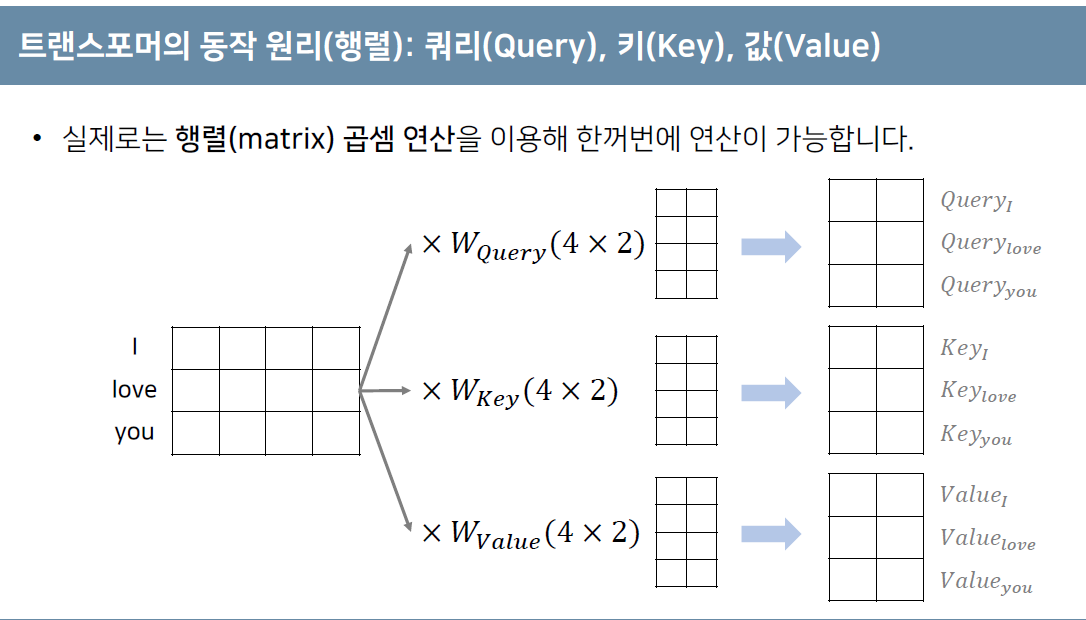 트랜스포머의 동작 원리(행렬): 쿼리(Query), 키(Key), 값(Value)
• 실제로는 행렬(matrix) 곱셈 연산을 이용해 한꺼번에 연산이 가능합니다.
I
love
you
× W_Query (4 × 2)
Query_I
Query_love
Query_you
× W_Key (4 × 2)
Key_I
Key_love
Key_you
× W_Value (4 × 2)
Value_I
Value_love
Value_you